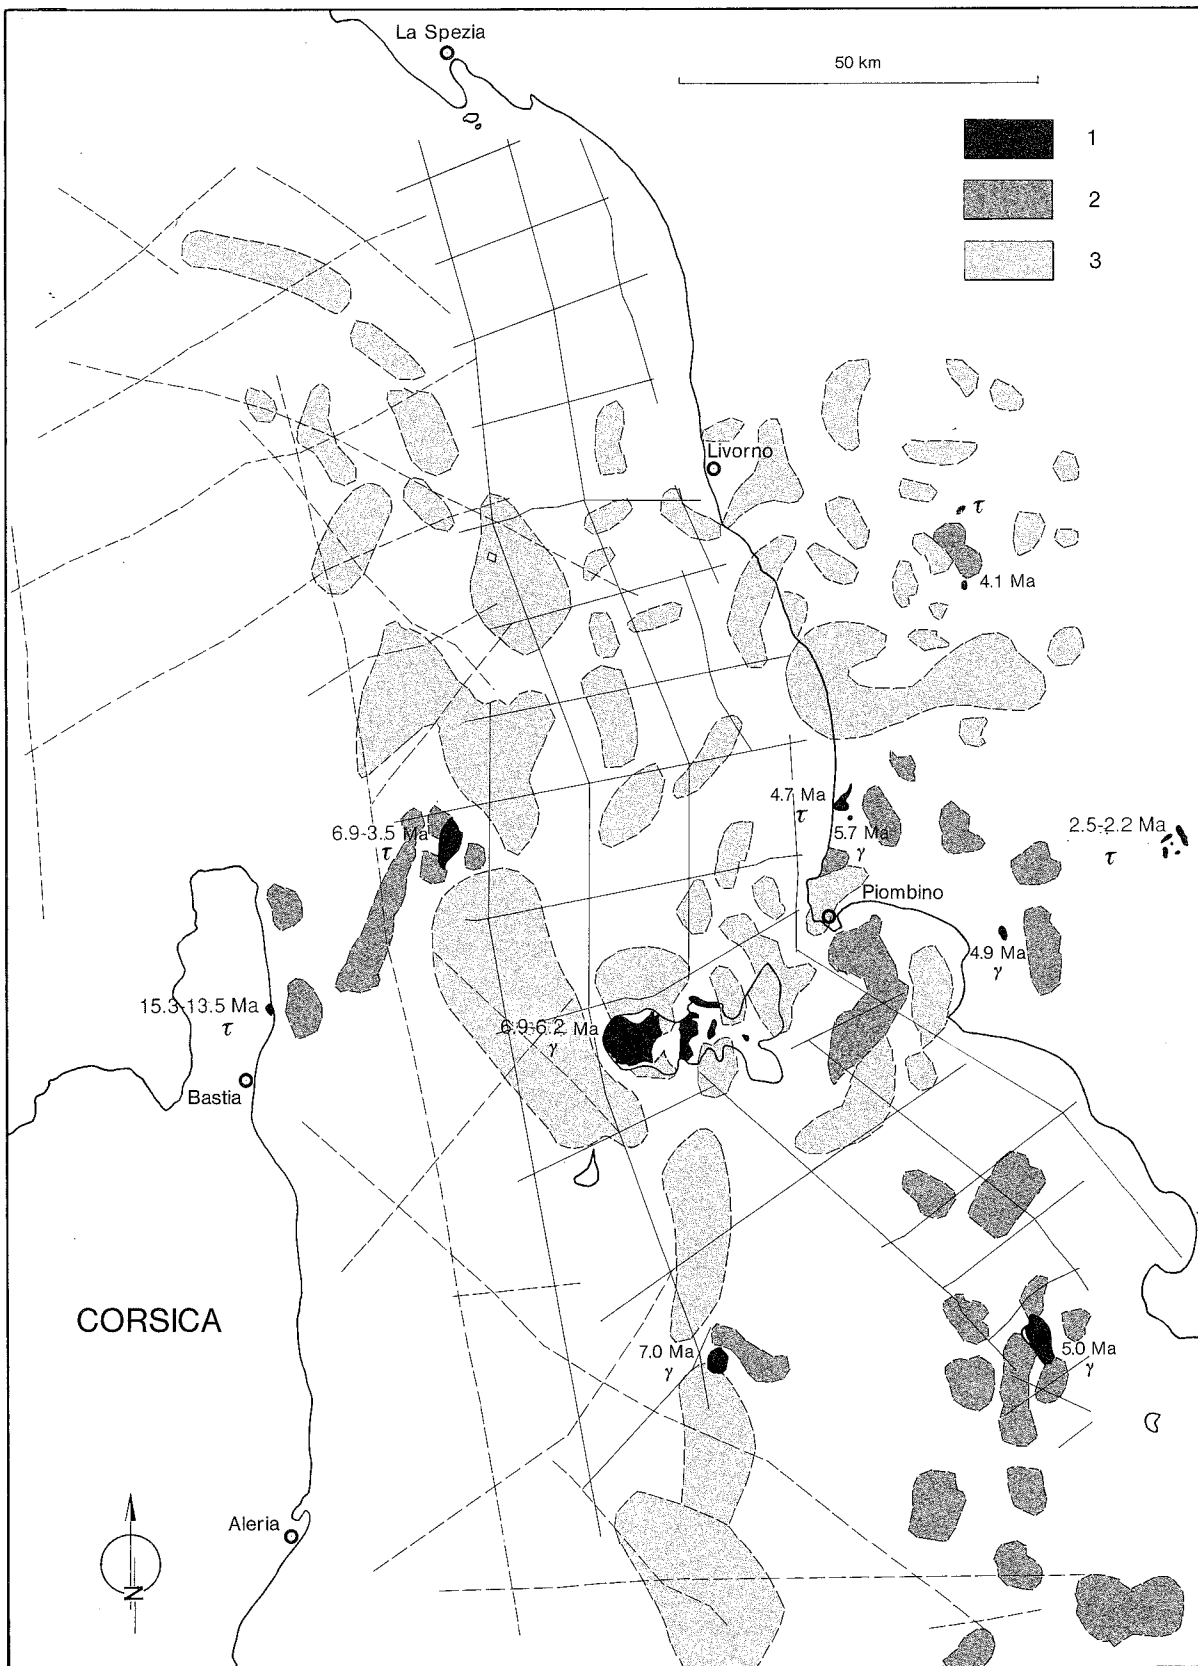 La Spezia
50 km
1
2
3
Livorno
τ
4.1 Ma
4.7 Ma
τ
5.7 Ma
γ
6.9-3.5 Ma
τ
2.5-2.2 Ma
τ
Piombino
4.9 Ma
γ
15.3-13.5 Ma
τ
6.9-6.2 Ma
γ
Bastia
CORSICA
7.0 Ma
γ
5.0 Ma
γ
Aleria
N